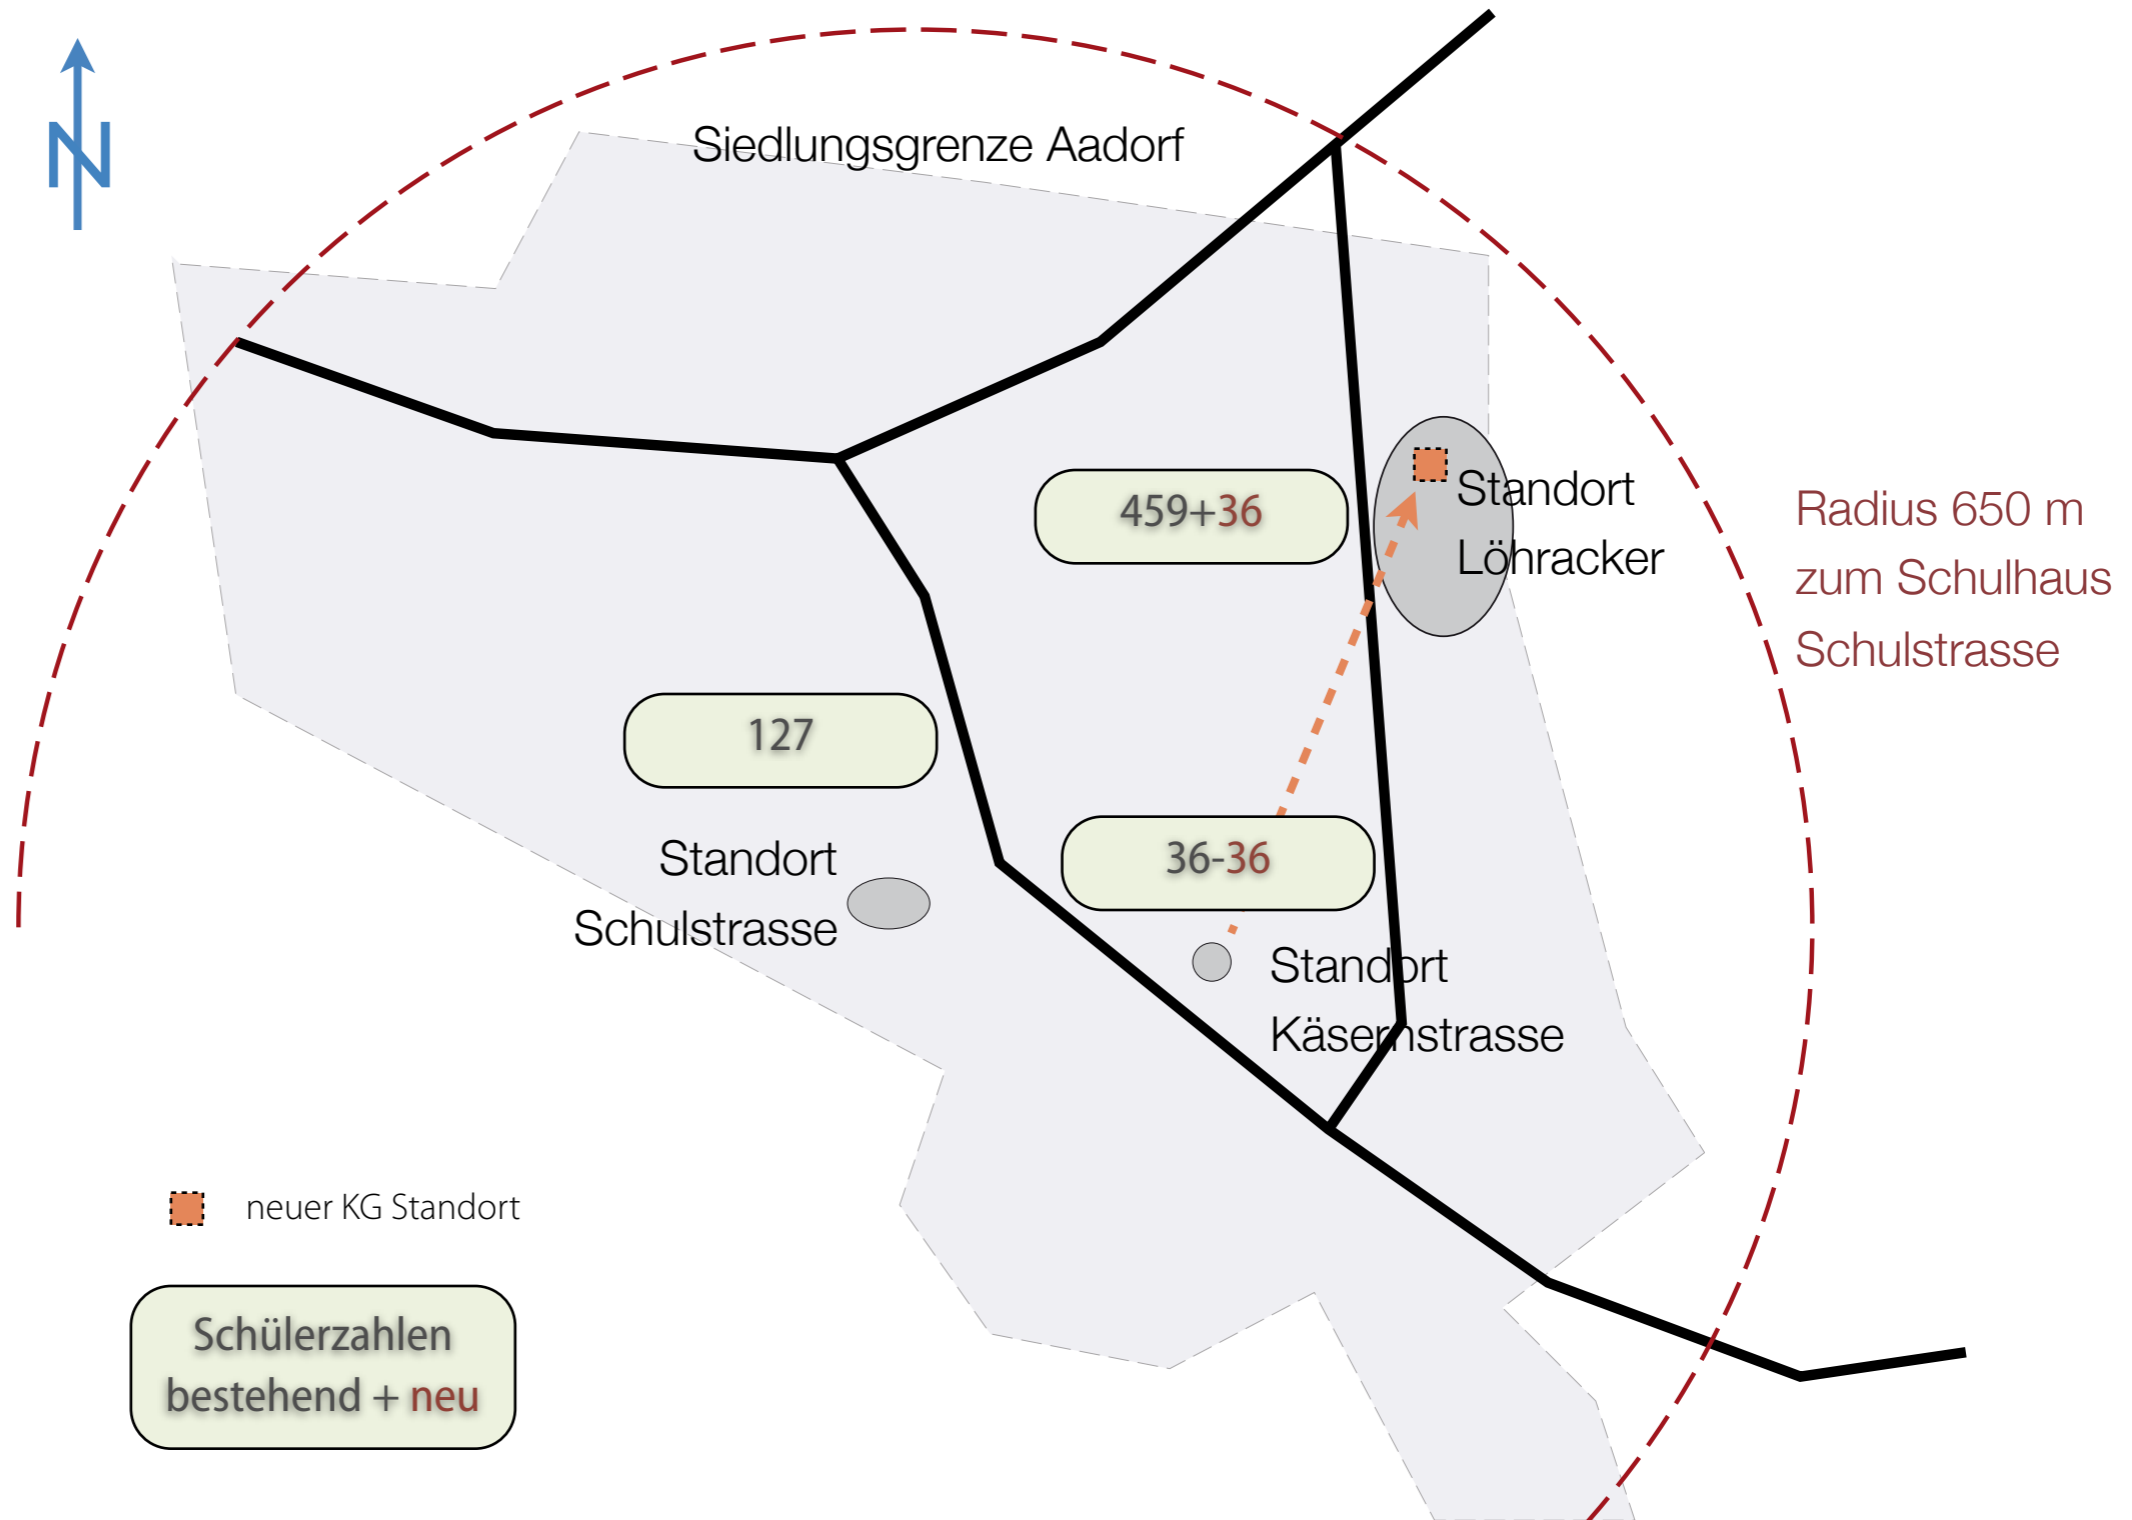 N
Siedlungsgrenze Aadorf
459+36
Standort
Löhracker
Radius 650 m
zum Schulhaus
Schulstrasse
127
Standort
Schulstrasse
36-36
Standort
Käsernstrasse
neuer KG Standort
Schülerzahlen
bestehend + neu